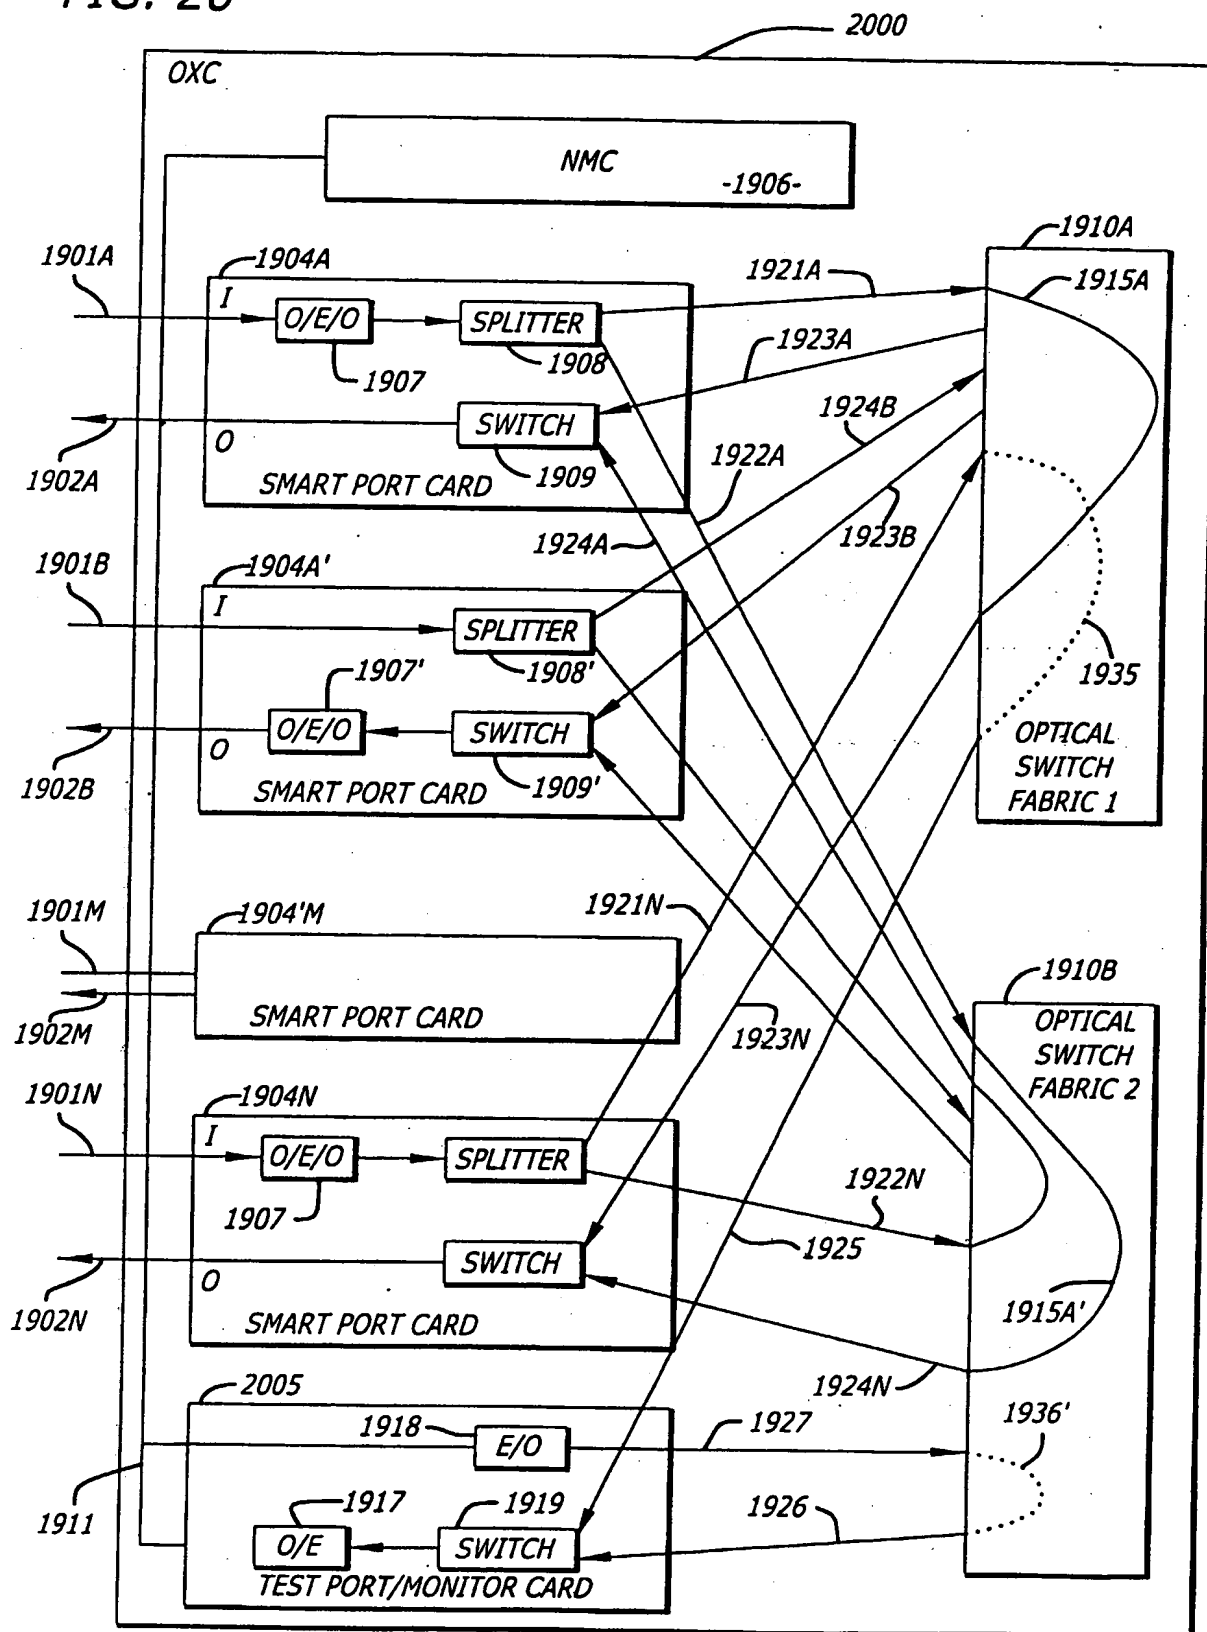 FIG. 20
2000
OXC
NMC
-1906-
1910A
1901A
1904A
1921A
1915A
I
O/E/O
SPLITTER
1908
1923A
1907
1924B
SWITCH
O
1909
1922A
1902A
SMART PORT CARD
1924A
1923B
1901B
1904A'
I
SPLITTER
1907'
1908'
1935
O/E/O
SWITCH
O
1902B
1909'
SMART PORT CARD
OPTICAL
SWITCH
FABRIC 1
1921N
1901M
1904'M
1910B
SMART PORT CARD
1902M
1923N
OPTICAL
SWITCH
FABRIC 2
1901N
1904N
I
O/E/O
SPLITTER
1922N
1907
1925
SWITCH
O
1902N
1915A'
SMART PORT CARD
1924N
2005
1936'
1918
E/O
1927
1917
1919
1926
1911
O/E
SWITCH
TEST PORT/MONITOR CARD